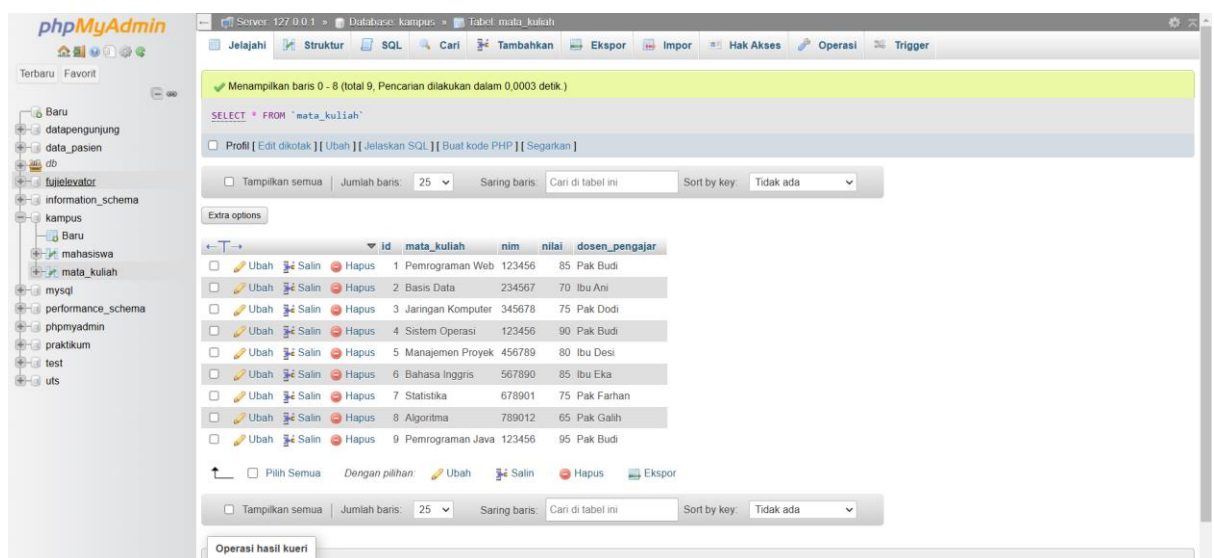 phpMyAdmin
Terbaru Favorit
Baru
datapengunjung
data_pasien
db
fujielevator
information_schema
kampus
Baru
mahasiswa
mata_kuliah
mysql
performance_schema
phpmyadmin
praktikum
test
uts
Server: 127.0.0.1 » Database: kampus » Tabel: mata_kuliah
Jelajahi Struktur SQL Cari Tambahkan Ekspor Impor Hak Akses Operasi Trigger
Menampilkan baris 0 - 8 (total 9, Pencarian dilakukan dalam 0,0003 detik.)
SELECT * FROM `mata_kuliah`
Profil [ Edit dikotak ] [ Ubah ] [ Jelaskan SQL ] [ Buat kode PHP ] [ Segarkan ]
Tampilkan semua | Jumlah baris: 25 Saring baris: Cari di tabel ini Sort by key: Tidak ada
Extra options
←T→ id mata_kuliah nim nilai dosen_pengajar
Ubah Salin Hapus 1 Pemrograman Web 123456 85 Pak Budi
Ubah Salin Hapus 2 Basis Data 234567 70 Ibu Ani
Ubah Salin Hapus 3 Jaringan Komputer 345678 75 Pak Dodi
Ubah Salin Hapus 4 Sistem Operasi 123456 90 Pak Budi
Ubah Salin Hapus 5 Manajemen Proyek 456789 80 Ibu Desi
Ubah Salin Hapus 6 Bahasa Inggris 567890 85 Ibu Eka
Ubah Salin Hapus 7 Statistika 678901 75 Pak Farhan
Ubah Salin Hapus 8 Algoritma 789012 65 Pak Galih
Ubah Salin Hapus 9 Pemrograman Java 123456 95 Pak Budi
Pilih Semua Dengan pilihan: Ubah Salin Hapus Ekspor
Tampilkan semua | Jumlah baris: 25 Saring baris: Cari di tabel ini Sort by key: Tidak ada
Operasi hasil kueri